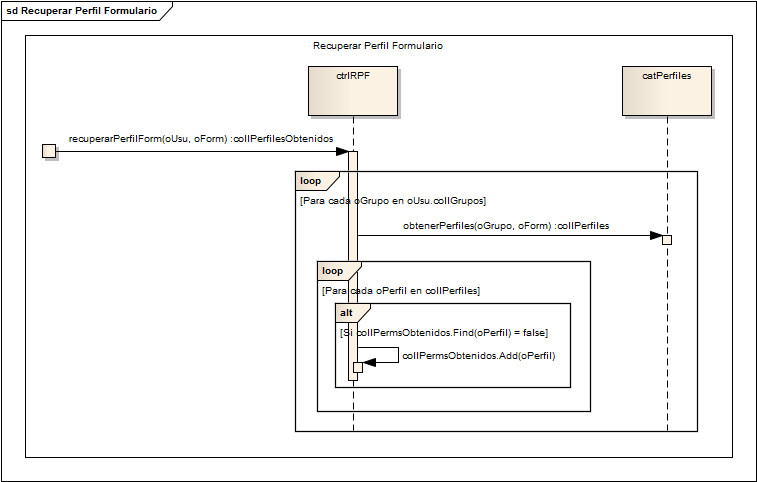 sd Recuperar Perfil Formulario
Recuperar Perfil Formulario
ctrlRPF
catPerfiles
recuperarPerfilForm(oUsu, oForm) :collPerfilesObtenidos
loop
[Para cada oGrupo en oUsu.collGrupos]
obtenerPerfiles(oGrupo, oForm) :collPerfiles
loop
[Para cada oPerfil en collPerfiles]
alt
[Si collPermsObtenidos.Find(oPerfil) = false]
collPermsObtenidos.Add(oPerfil)